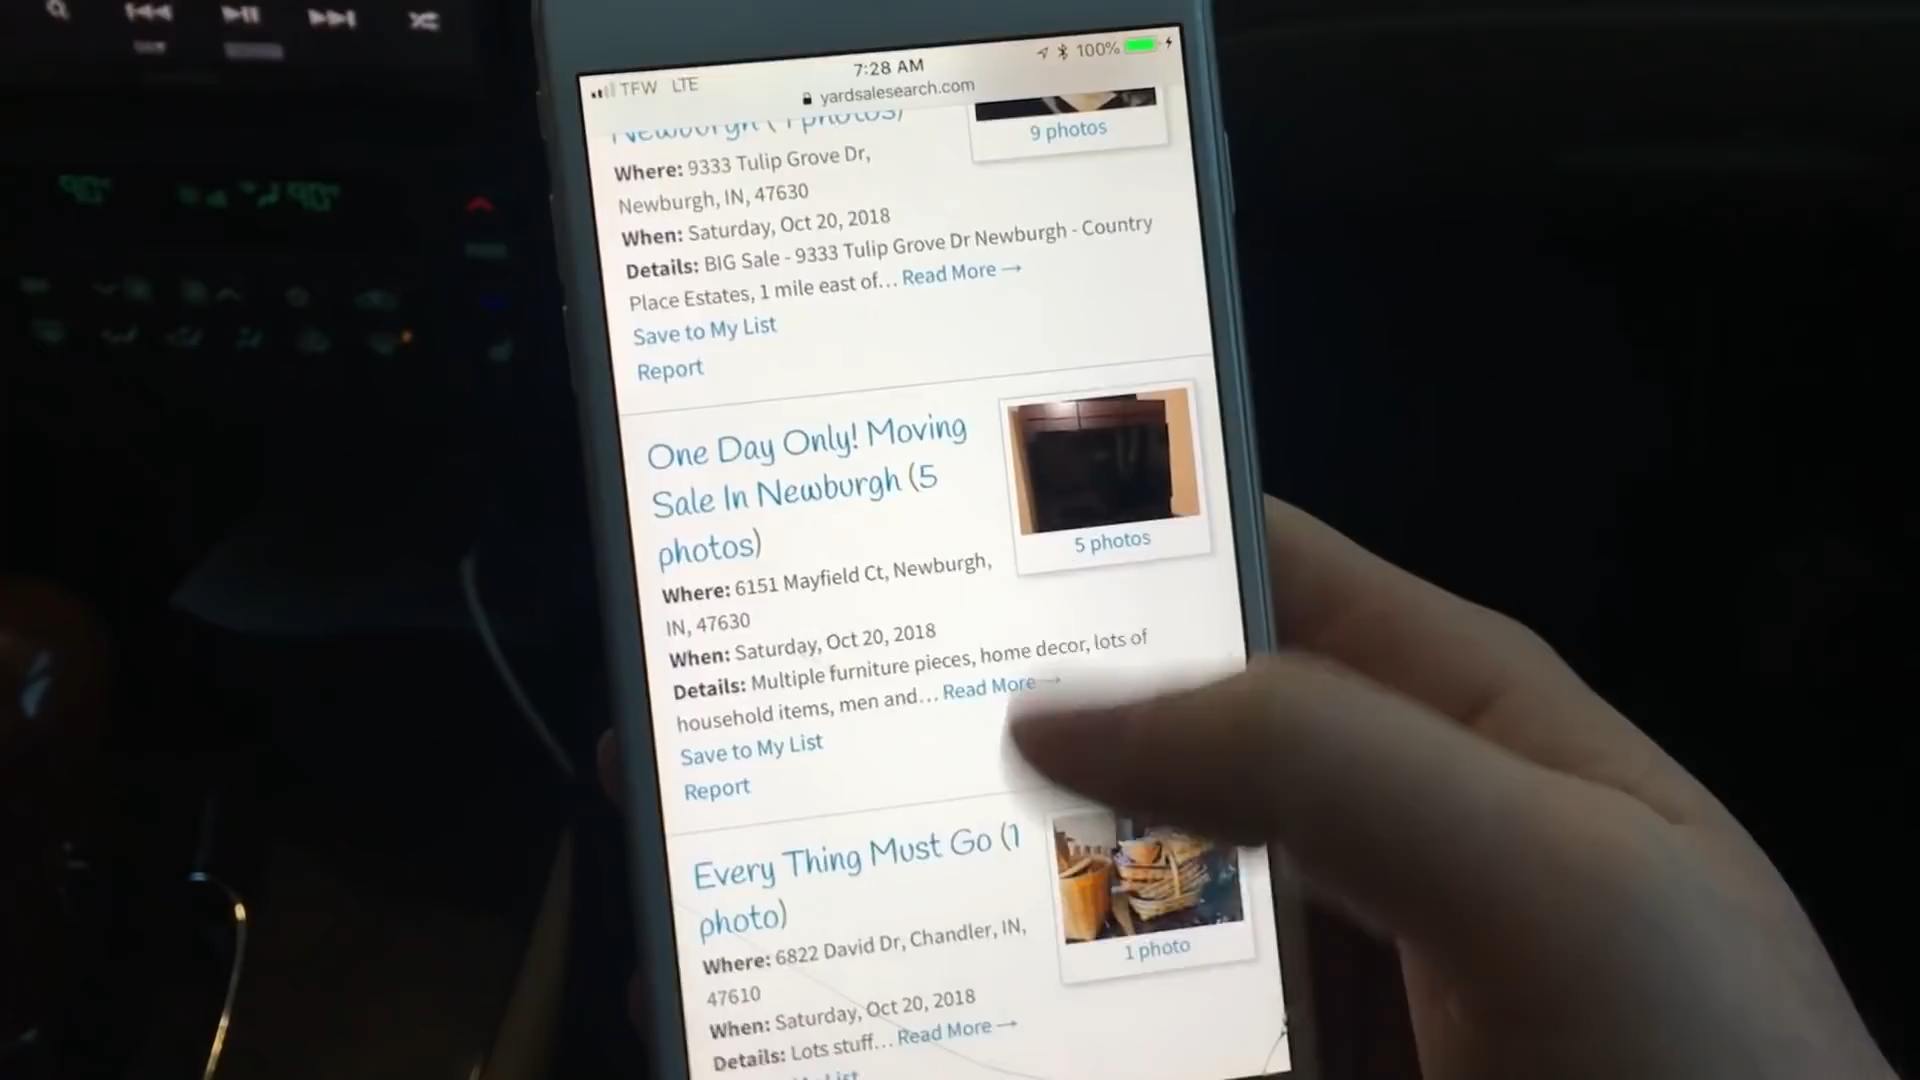 TFW LTE
7:28 AM
100%
yardsalesearch.com
9 photos
Where: 9333 Tulip Grove Dr,
Newburgh, IN, 47630
When: Saturday, Oct 20, 2018
Details: BIG Sale - 9333 Tulip Grove Dr Newburgh - Country
Place Estates, 1 mile east of... Read More →
Save to My List
Report
One Day Only! Moving
Sale In Newburgh (5
photos)
5 photos
Where: 6151 Mayfield Ct, Newburgh,
IN, 47630
When: Saturday, Oct 20, 2018
Details: Multiple furniture pieces, home decor, lots of
household items, men and... Read More →
Save to My List
Report
Every Thing Must Go (1
photo)
1 photo
Where: 6822 David Dr, Chandler, IN,
47610
When: Saturday, Oct 20, 2018
Details: Lots stuff... Read More →